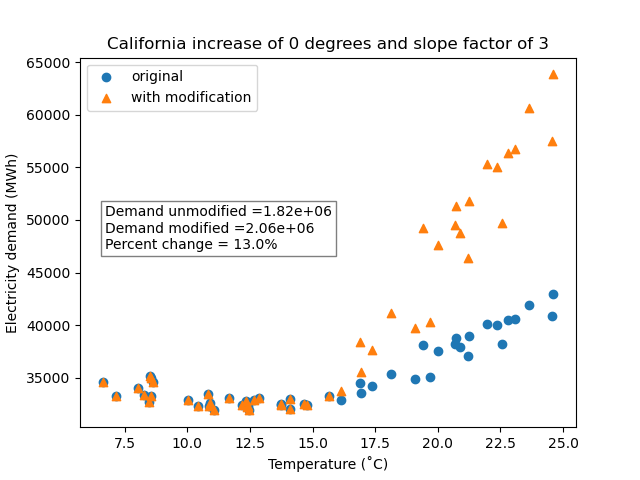 California increase of 0 degrees and slope factor of 3
65000
60000
55000
50000
45000
40000
35000
Electricity demand (MWh)
original
with modification
Demand unmodified =1.82e+06
Demand modified =2.06e+06
Percent change = 13.0%
7.5 10.0 12.5 15.0 17.5 20.0 22.5 25.0
Temperature (˚C)